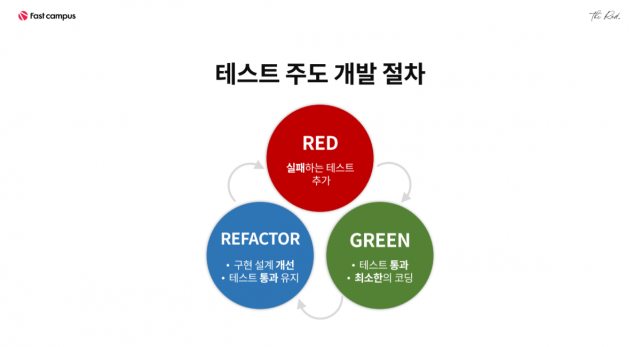 Fast campus
The Red.
테스트 주도 개발 절차
RED
실패하는 테스트
추가
REFACTOR
• 구현 설계 개선
• 테스트 통과 유지
GREEN
• 테스트 통과
• 최소한의 코딩